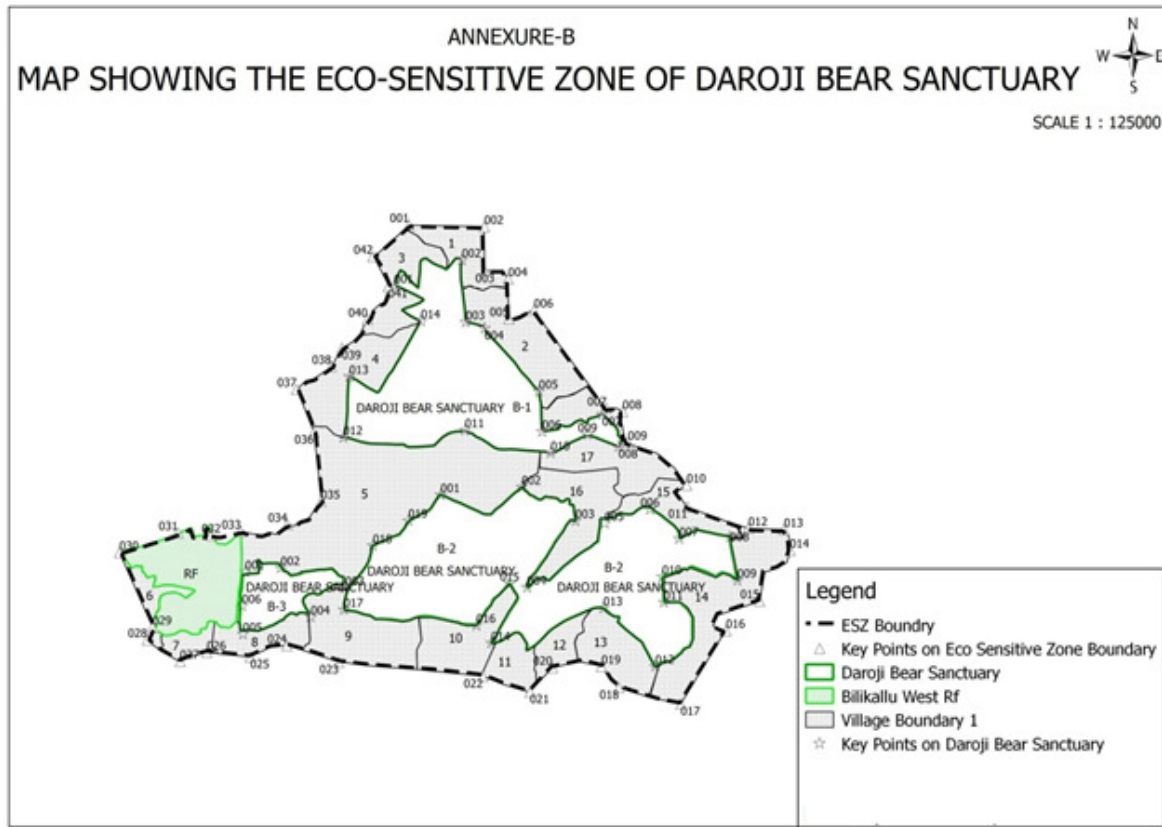 ANNEXURE-B
MAP SHOWING THE ECO-SENSITIVE ZONE OF DAROJI BEAR SANCTUARY
N
W E
S
SCALE 1 : 125000
001 002
042 3 1 002
001 003 004
041
040 014 003 005 006
004
039 4 2
038 013
037 005
DAROJI BEAR SANCTUARY B-1
007 008
036 012 011 006 009
010 17 008 009
035 5 001 002 16 15 010
019 003 005 006 011
034 018 007 008 012 013
031 032 033 B-2 014
030 RF 002 DAROJI BEAR SANCTUARY 015 B-2 010 009
DAROJI BEAR SANCTUARY DAROJI BEAR SANCTUARY
6 006 B-3 004 017 013 011 14 015
029 005 016 016
028 7 026 8 024 9 10 014 12 13
025 023 11 020 019 012
022 021 018 017
Legend
ESZ Boundry
Key Points on Eco Sensitive Zone Boundary
Daroji Bear Sanctuary
Bilikallu West Rf
Village Boundary 1
Key Points on Daroji Bear Sanctuary